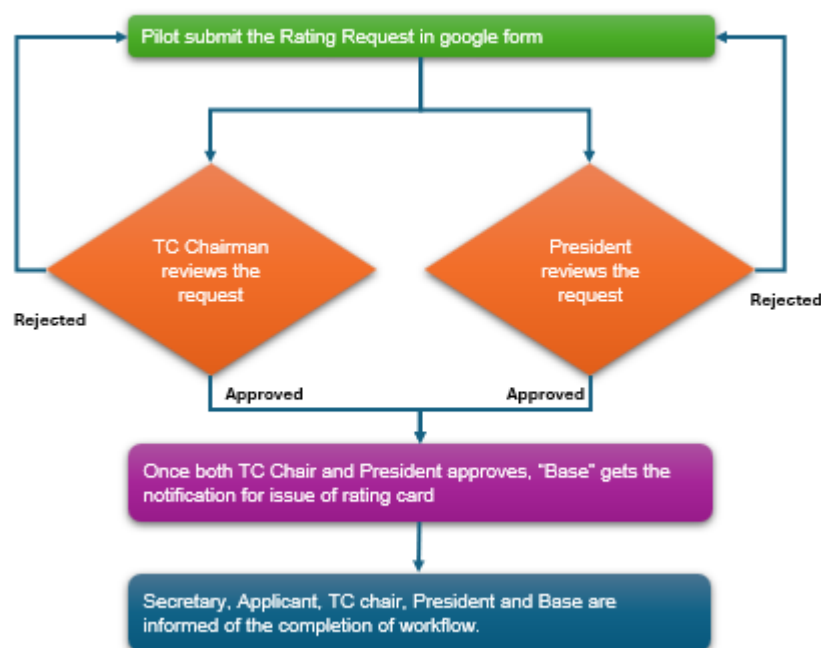 Pilot submit the Rating Request in google form
TC Chairman
reviews the
request
President
reviews the
request
Rejected
Rejected
Approved
Approved
Once both TC Chair and President approves, "Base" gets the
notification for issue of rating card
Secretary, Applicant, TC chair, President and Base are
informed of the completion of workflow.